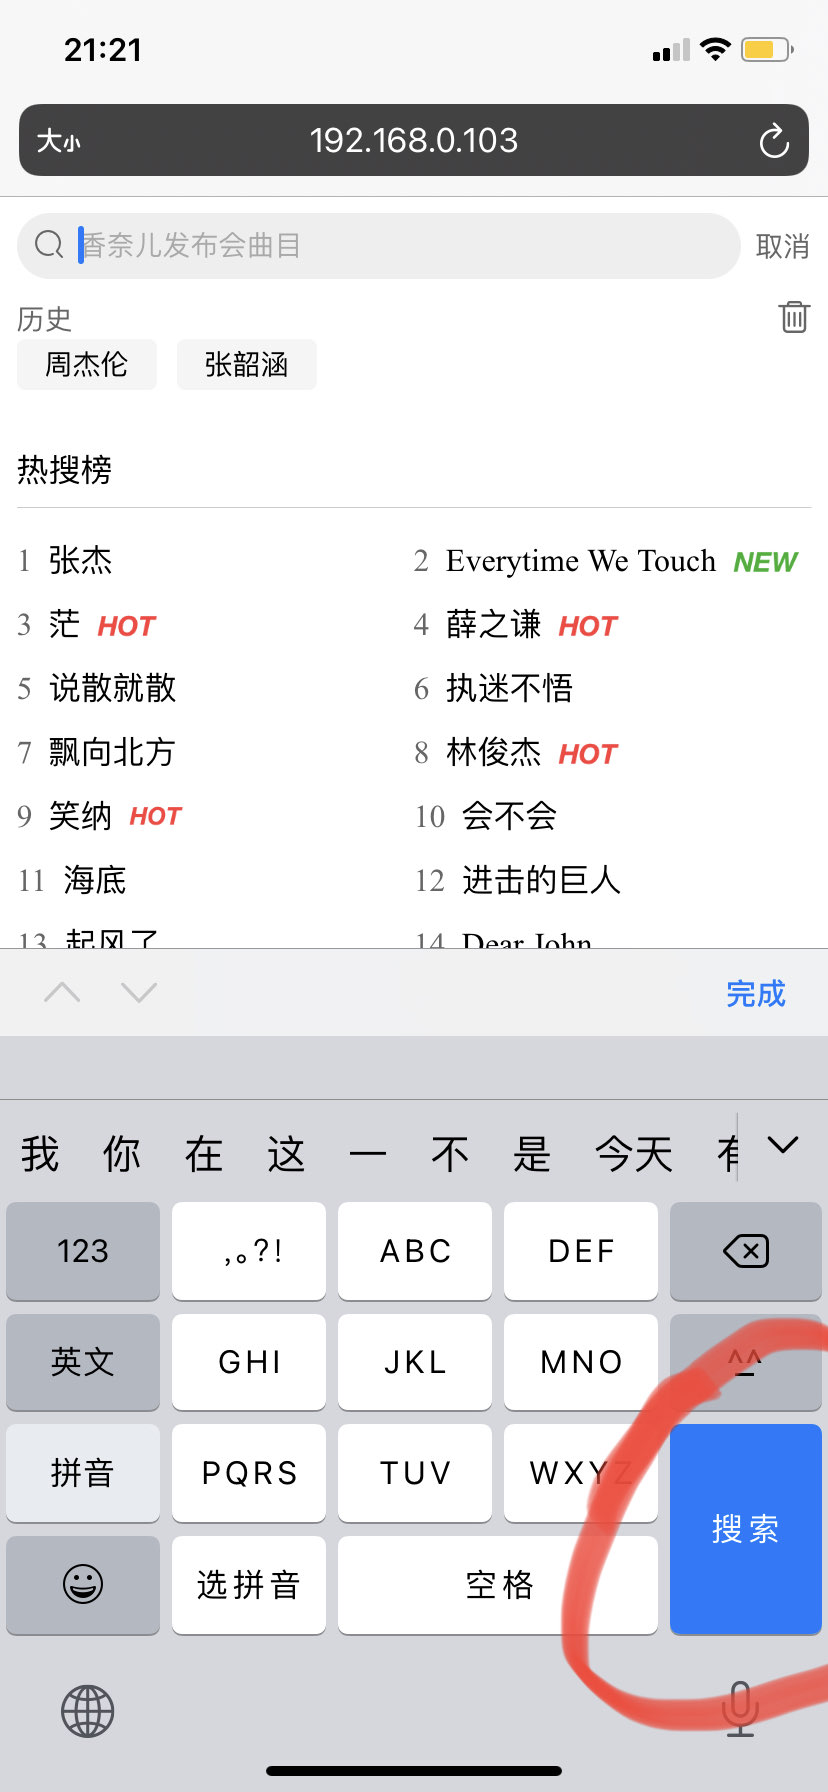 21:21
大小 192.168.0.103
香奈儿发布会曲目 取消
历史
周杰伦 张韶涵
热搜榜
1 张杰 2 Everytime We Touch NEW
3 茫 HOT 4 薛之谦 HOT
5 说散就散 6 执迷不悟
7 飘向北方 8 林俊杰 HOT
9 笑纳 HOT 10 会不会
11 海底 12 进击的巨人
13 起风了 14 Dear John
完成
我 你 在 这 一 不 是 今天 有
123 ,。?! ABC DEF
英文 GHI JKL MNO ^^
拼音 PQRS TUV WXYZ 搜索
选拼音 空格